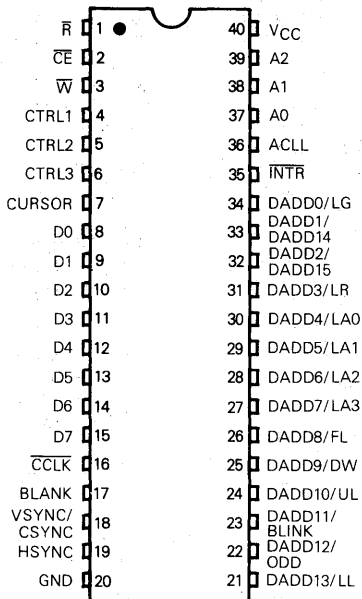 R 1 40 VCC
CE 2 39 A2
W 3 38 A1
CTRL1 4 37 A0
CTRL2 5 36 ACLL
CTRL3 6 35 INTR
CURSOR 7 34 DADD0/LG
D0 8 33 DADD1/
DADD14
D1 9 32 DADD2/
DADD15
D2 10 31 DADD3/LR
D3 11 30 DADD4/LA0
D4 12 29 DADD5/LA1
D5 13 28 DADD6/LA2
D6 14 27 DADD7/LA3
D7 15 26 DADD8/FL
CCLK 16 25 DADD9/DW
BLANK 17 24 DADD10/UL
VSYNC/
CSYNC 18 23 DADD11/
BLINK
HSYNC 19 22 DADD12/
ODD
GND 20 21 DADD13/LL